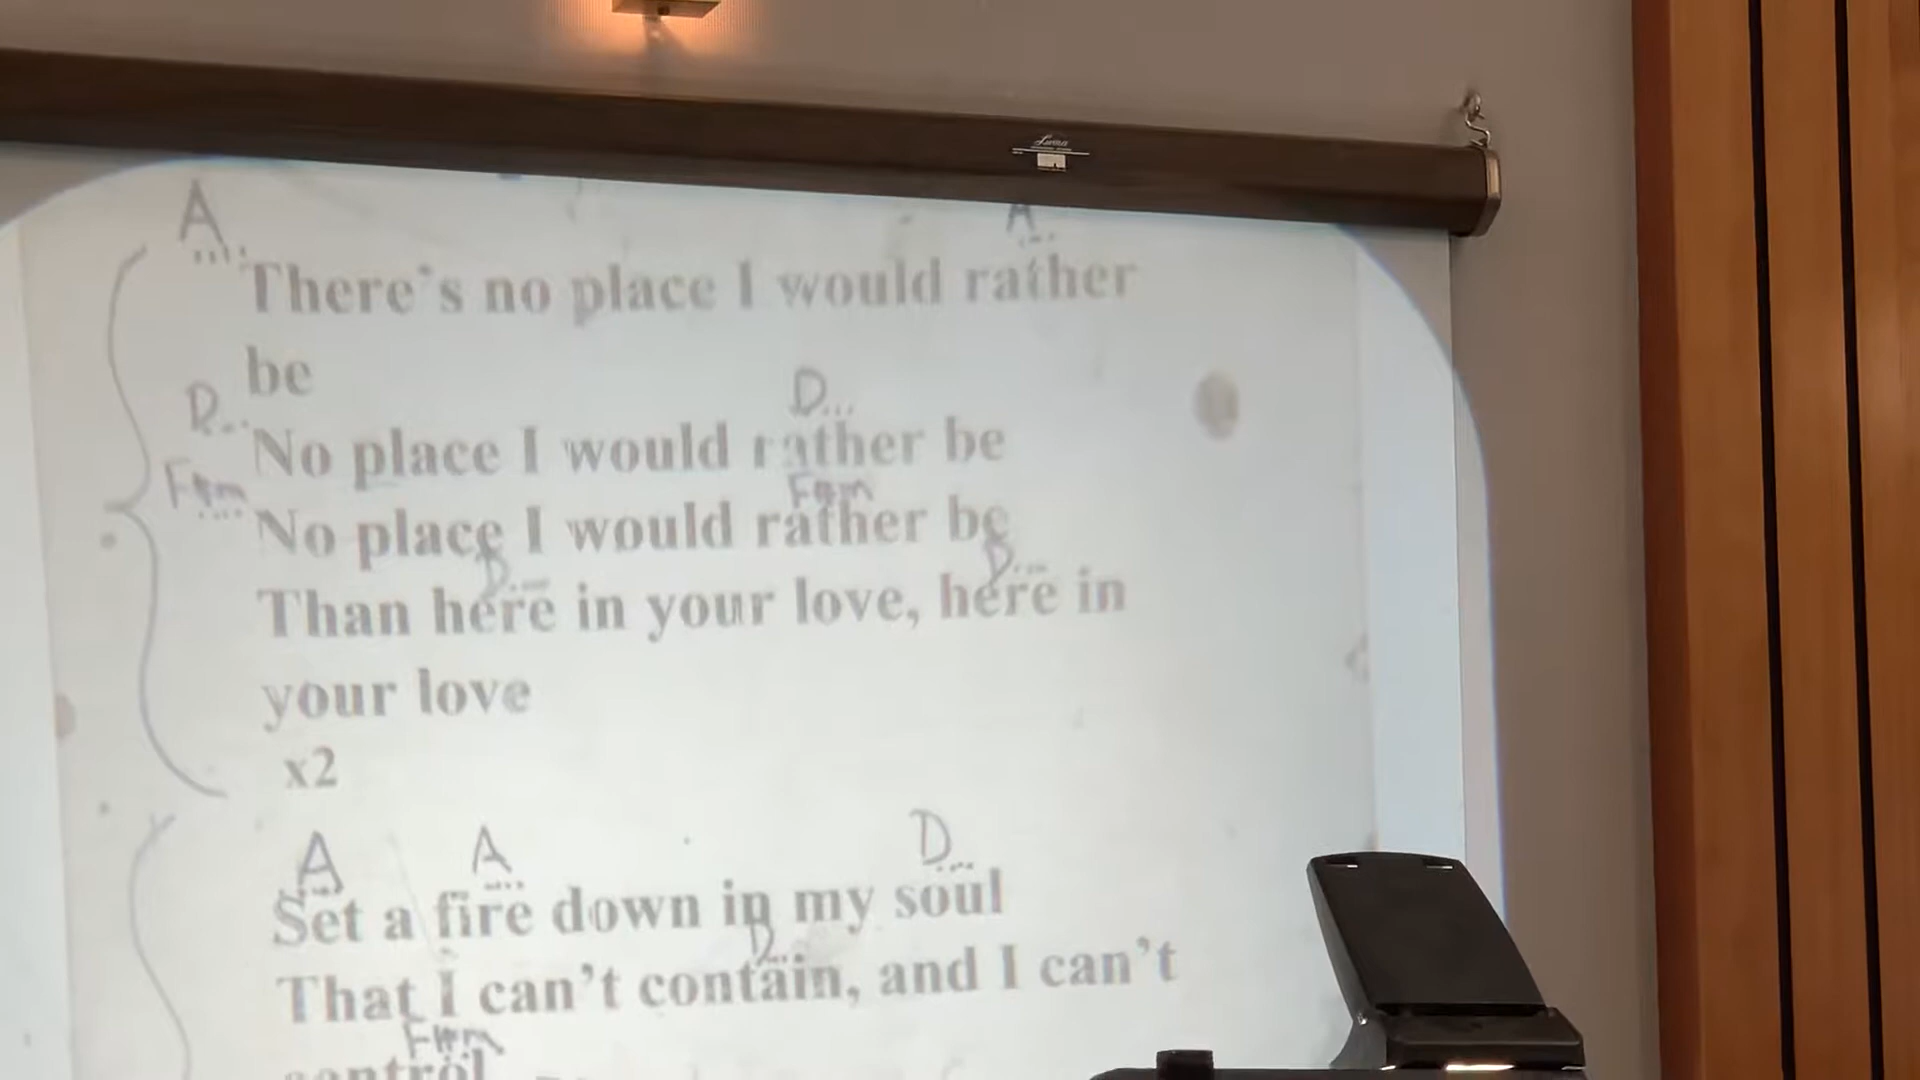 A... A...
There's no place I would rather
be
D... D...
No place I would rather be
F#m... F#m
No place I would rather be
D... D...
Than here in your love, here in
your love
x2
A... A... D...
Set a fire down in my soul
D...
That I can't contain, and I can't
F#m
control